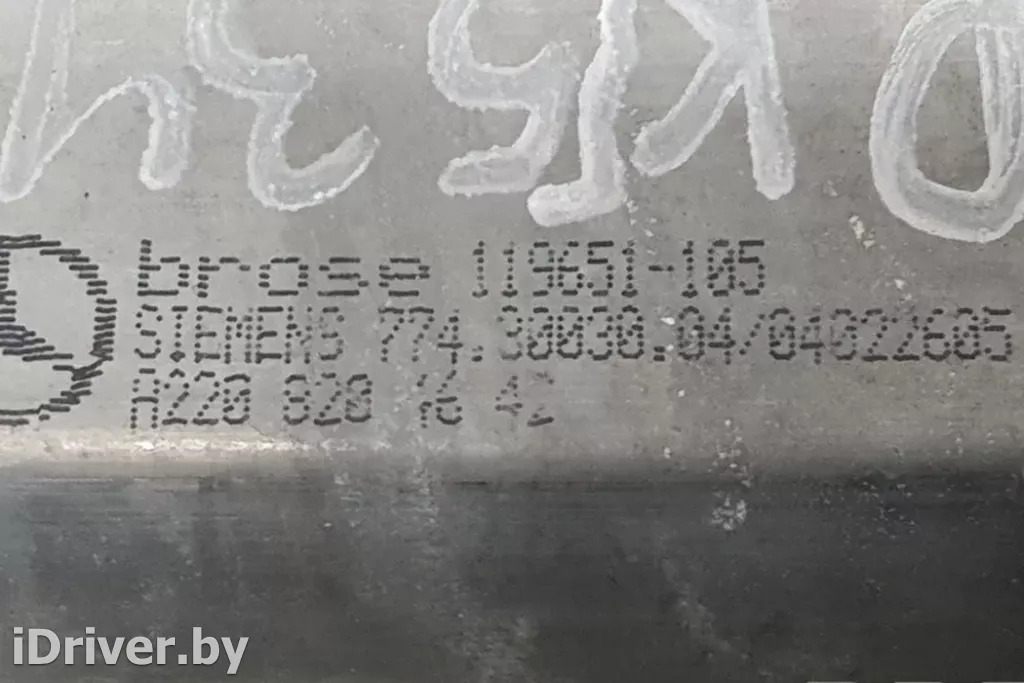 brose 119651-105
SIEMENS 774.30030.04/04022605
A220 820 76 42
iDriver.by